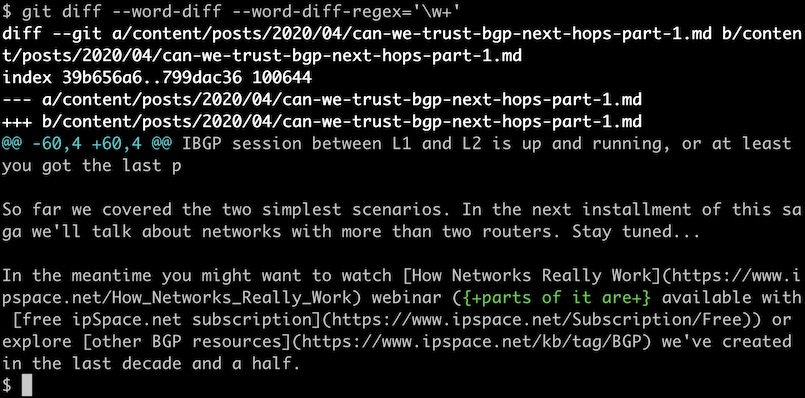 $ git diff --word-diff --word-diff-regex='\w+'
diff --git a/content/posts/2020/04/can-we-trust-bgp-next-hops-part-1.md b/conten
t/posts/2020/04/can-we-trust-bgp-next-hops-part-1.md
index 39b656a6..799dac36 100644
--- a/content/posts/2020/04/can-we-trust-bgp-next-hops-part-1.md
+++ b/content/posts/2020/04/can-we-trust-bgp-next-hops-part-1.md
@@ -60,4 +60,4 @@ IBGP session between L1 and L2 is up and running, or at least
you got the last p
So far we covered the two simplest scenarios. In the next installment of this sa
ga we'll talk about networks with more than two routers. Stay tuned...
In the meantime you might want to watch [How Networks Really Work](https://www.i
pspace.net/How_Networks_Really_Work) webinar ({+parts of it are+} available with
[free ipSpace.net subscription](https://www.ipspace.net/Subscription/Free)) or
explore [other BGP resources](https://www.ipspace.net/kb/tag/BGP) we've created
in the last decade and a half.
$